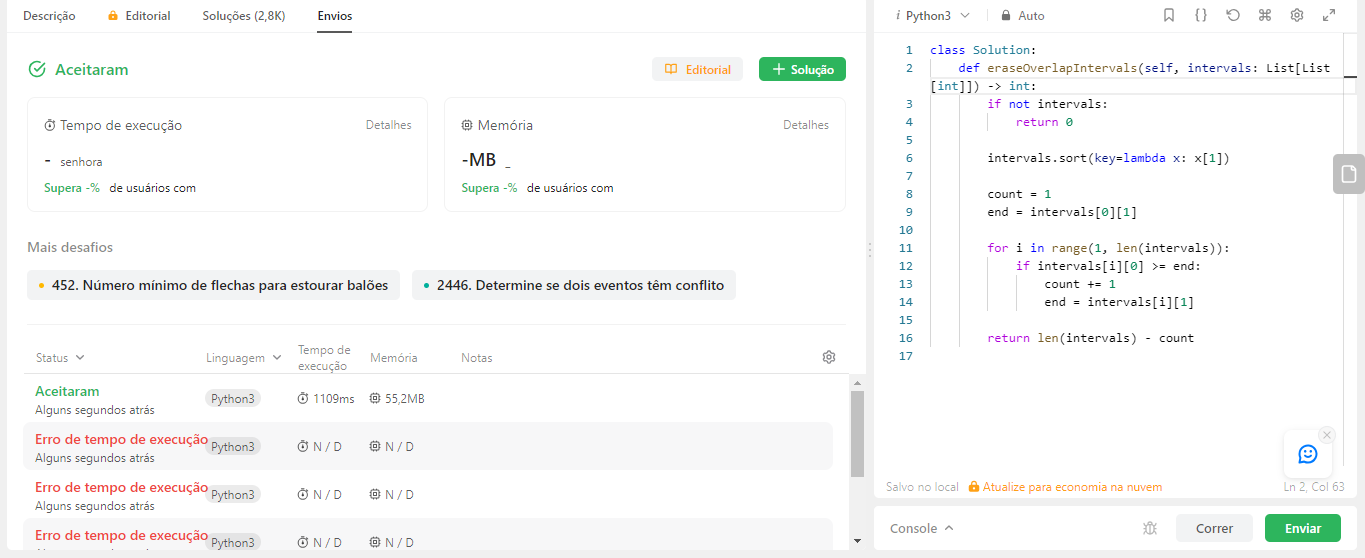 Descrição Editorial Soluções (2,8K) Envios
Aceitaram
Editorial
Solução
Tempo de execução Detalhes
- senhora
Supera -% de usuários com
Memória Detalhes
-MB _
Supera -% de usuários com
Mais desafios
452. Número mínimo de flechas para estourar balões
2446. Determine se dois eventos têm conflito
Status Linguagem Tempo de execução Memória Notas
Aceitaram Python3 1109ms 55,2MB
Alguns segundos atrás
Erro de tempo de execução Python3 N / D N / D
Alguns segundos atrás
Erro de tempo de execução Python3 N / D N / D
Alguns segundos atrás
Erro de tempo de execução Python3 N / D N / D
i Python3 Auto
1 class Solution:
2     def eraseOverlapIntervals(self, intervals: List[List
[int]]) -> int:
3         if not intervals:
4             return 0
5
6         intervals.sort(key=lambda x: x[1])
7
8         count = 1
9         end = intervals[0][1]
10
11         for i in range(1, len(intervals)):
12             if intervals[i][0] >= end:
13                 count += 1
14                 end = intervals[i][1]
15
16         return len(intervals) - count
17
Salvo no local Atualize para economia na nuvem Ln 2, Col 63
Console Correr Enviar